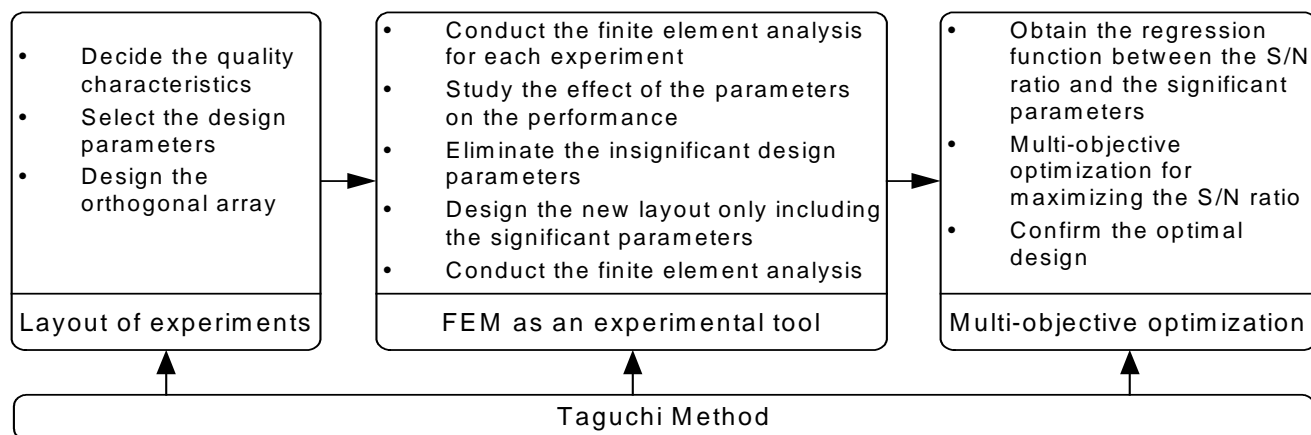 • Decide the quality
characteristics
• Select the design
parameters
• Design the
orthogonal array
Layout of experiments
• Conduct the finite element analysis
for each experiment
• Study the effect of the parameters
on the performance
• Eliminate the insignificant design
parameters
• Design the new layout only including
the significant parameters
• Conduct the finite element analysis
FEM as an experimental tool
• Obtain the regression
function between the S/N
ratio and the significant
parameters
• Multi-objective
optimization for
maximizing the S/N ratio
• Confirm the optimal
design
Multi-objective optimization
Taguchi Method